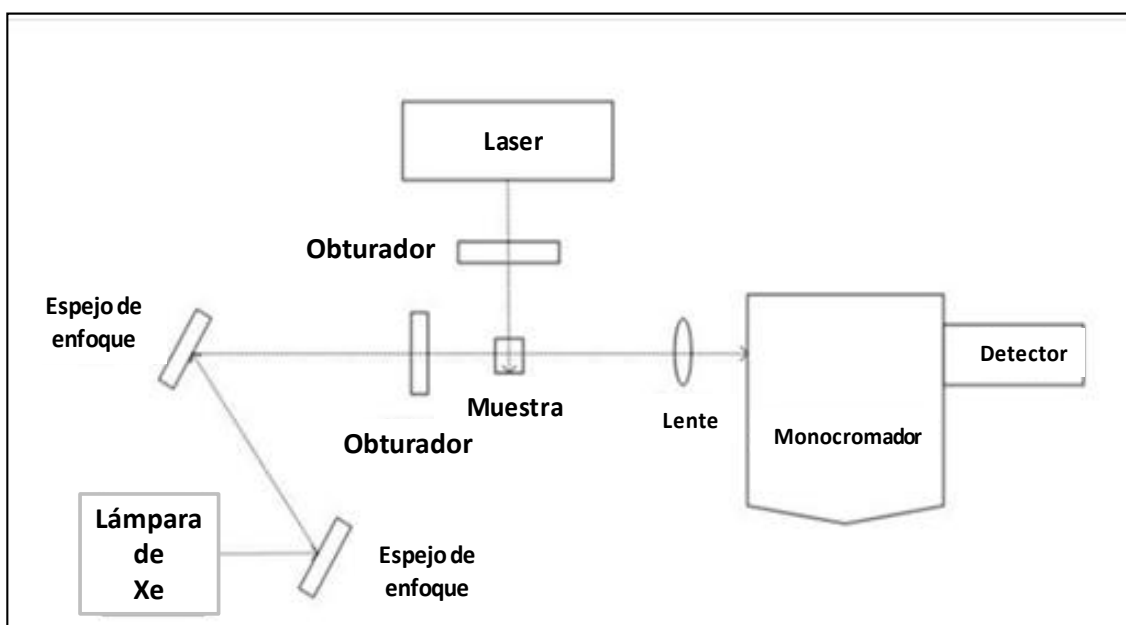 Laser
Obturador
Espejo de
enfoque
Muestra
Obturador
Lente
Monocromador
Detector
Lámpara
de
Xe
Espejo de
enfoque